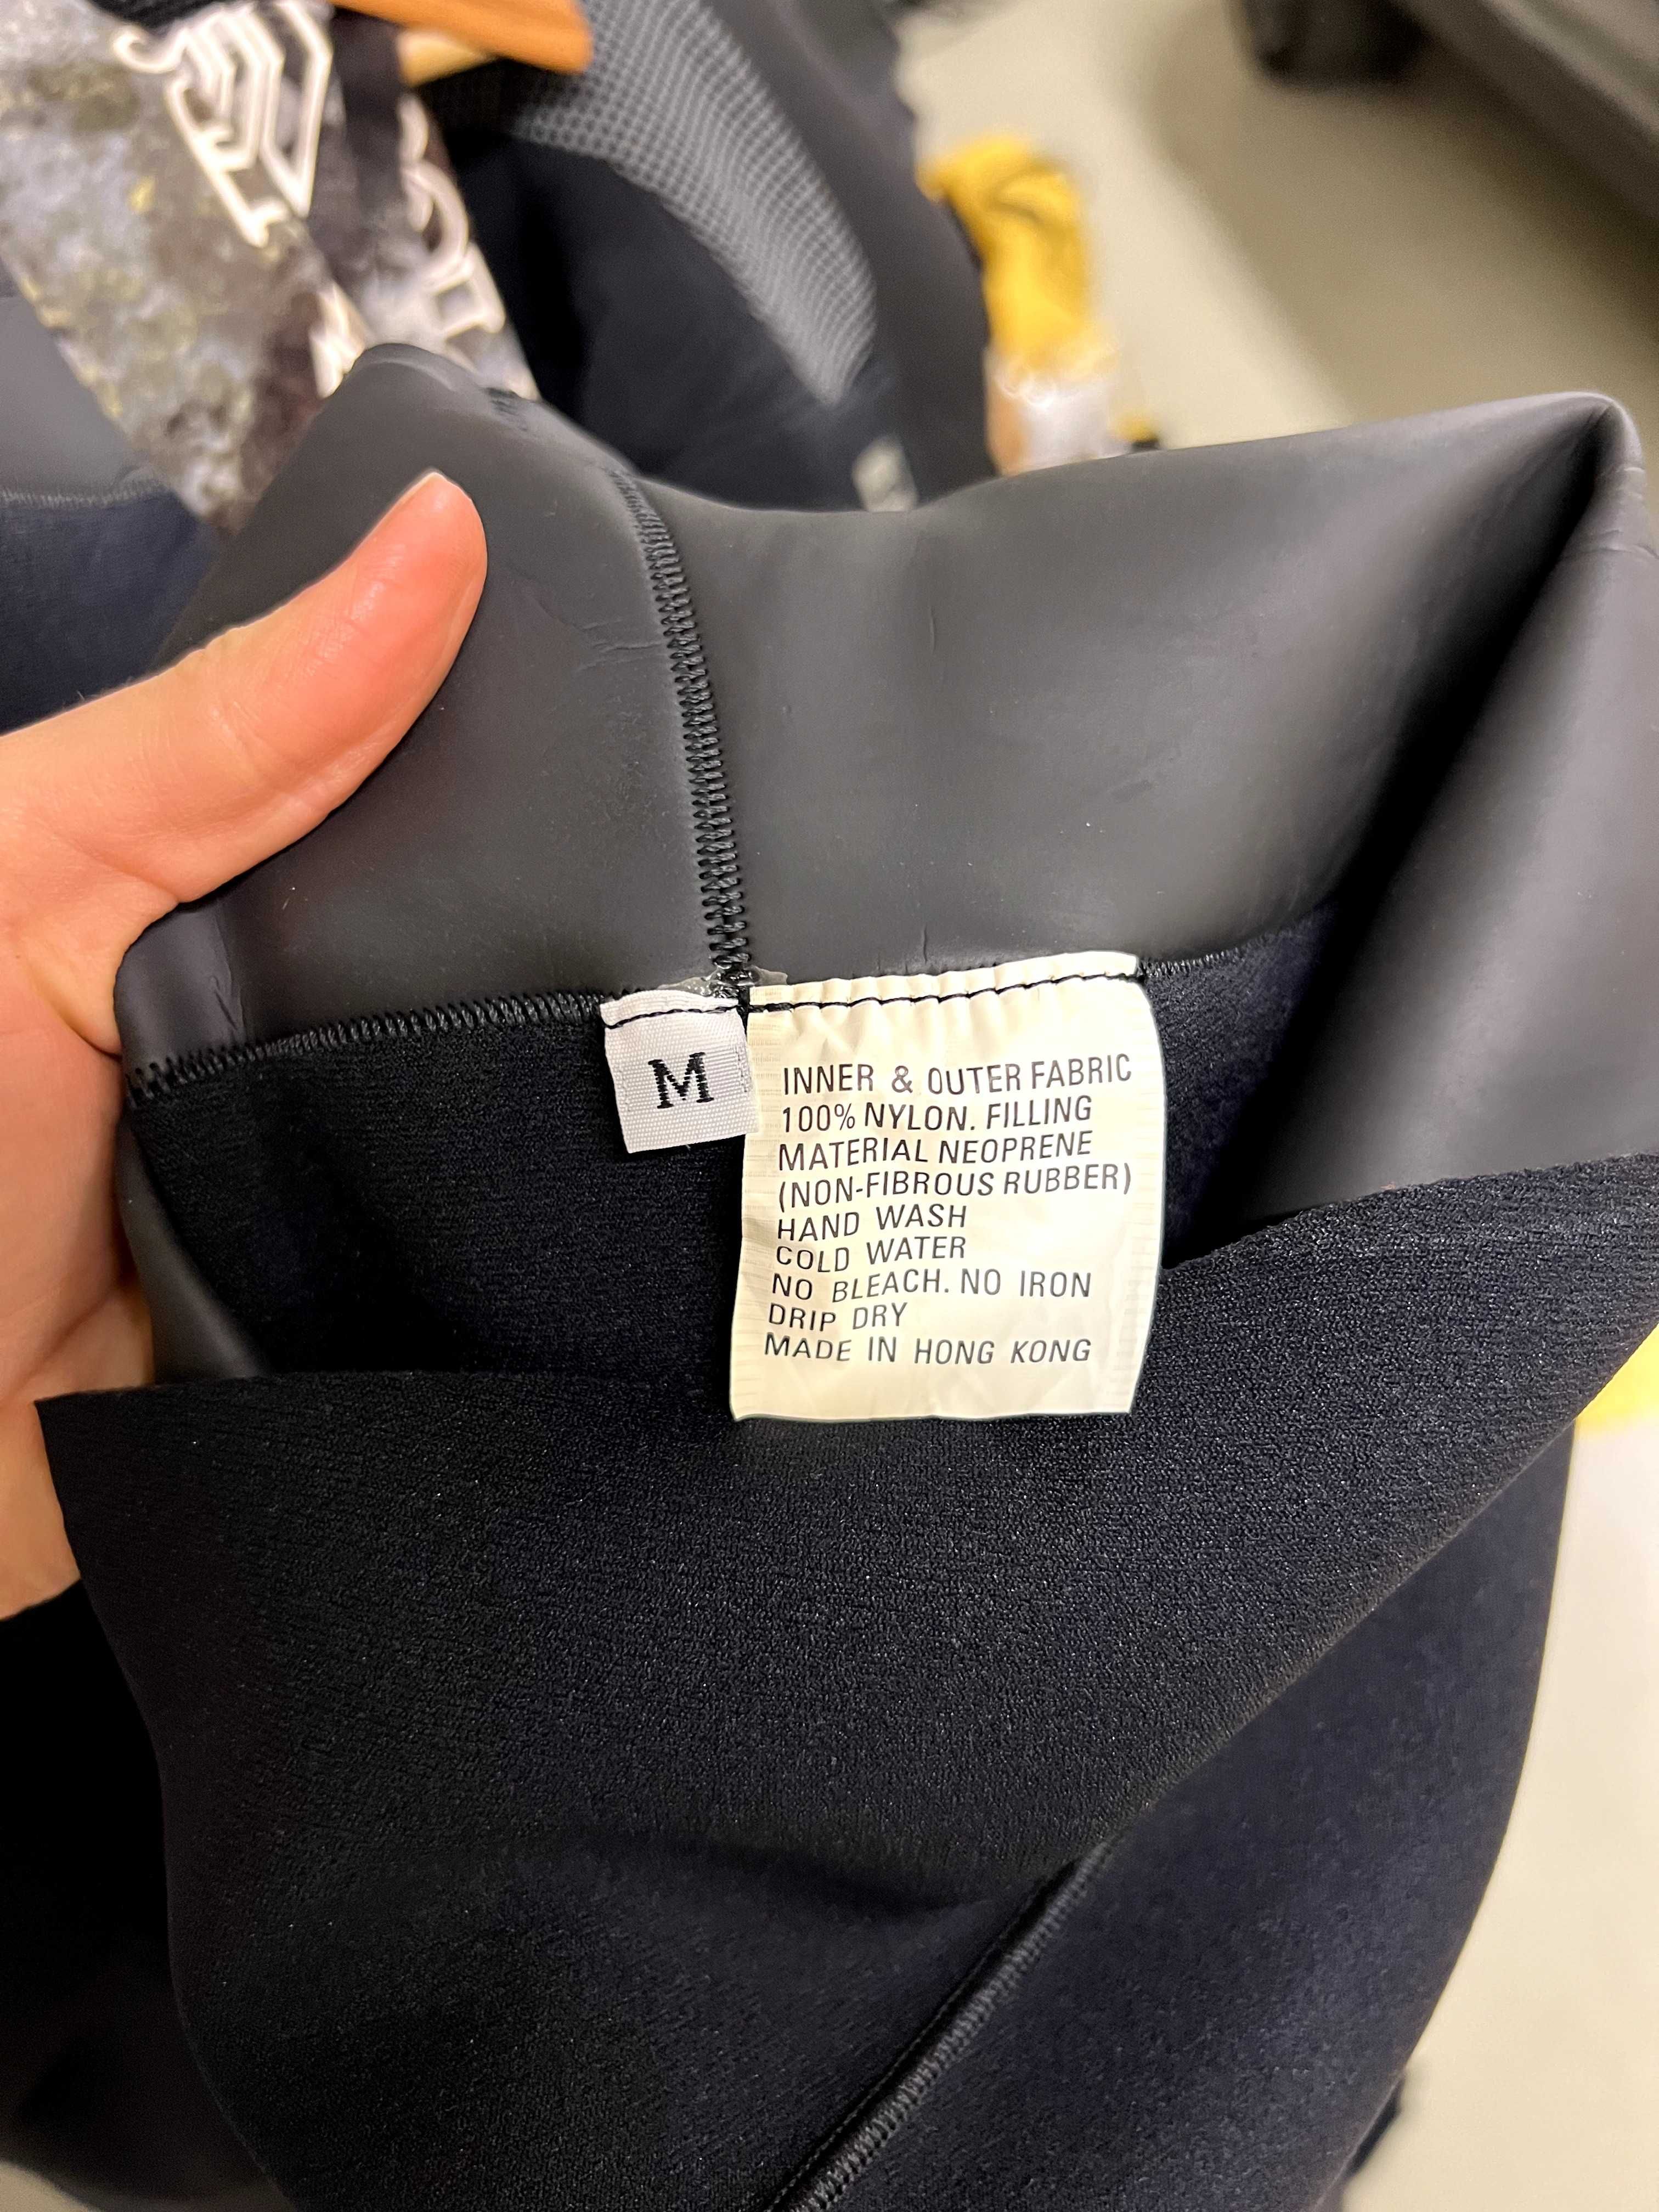 M
INNER & OUTER FABRIC
100% NYLON. FILLING
MATERIAL NEOPRENE
(NON-FIBROUS RUBBER)
HAND WASH
COLD WATER
NO BLEACH. NO IRON
DRIP DRY
MADE IN HONG KONG